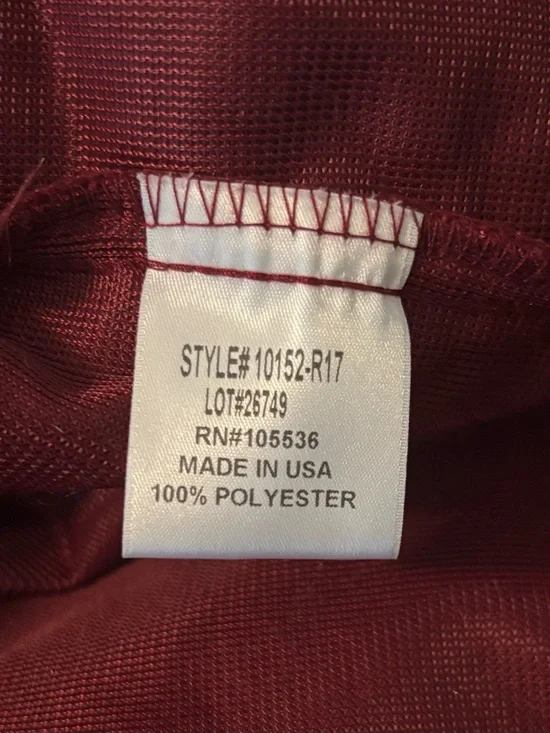 STYLE# 10152-R17
LOT#26749
RN#105536
MADE IN USA
100% POLYESTER